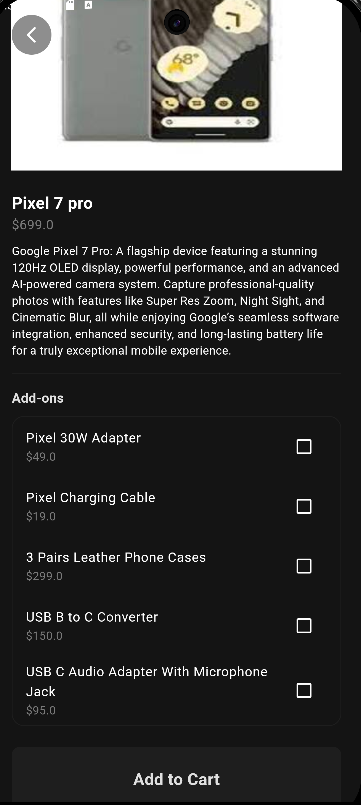 68°
Pixel 7 pro
$699.0
Google Pixel 7 Pro: A flagship device featuring a stunning
120Hz OLED display, powerful performance, and an advanced
AI-powered camera system. Capture professional-quality
photos with features like Super Res Zoom, Night Sight, and
Cinematic Blur, all while enjoying Google's seamless software
integration, enhanced security, and long-lasting battery life
for a truly exceptional mobile experience.
Add-ons
Pixel 30W Adapter
$49.0
Pixel Charging Cable
$19.0
3 Pairs Leather Phone Cases
$299.0
USB B to C Converter
$150.0
USB C Audio Adapter With Microphone
Jack
$95.0
Add to Cart